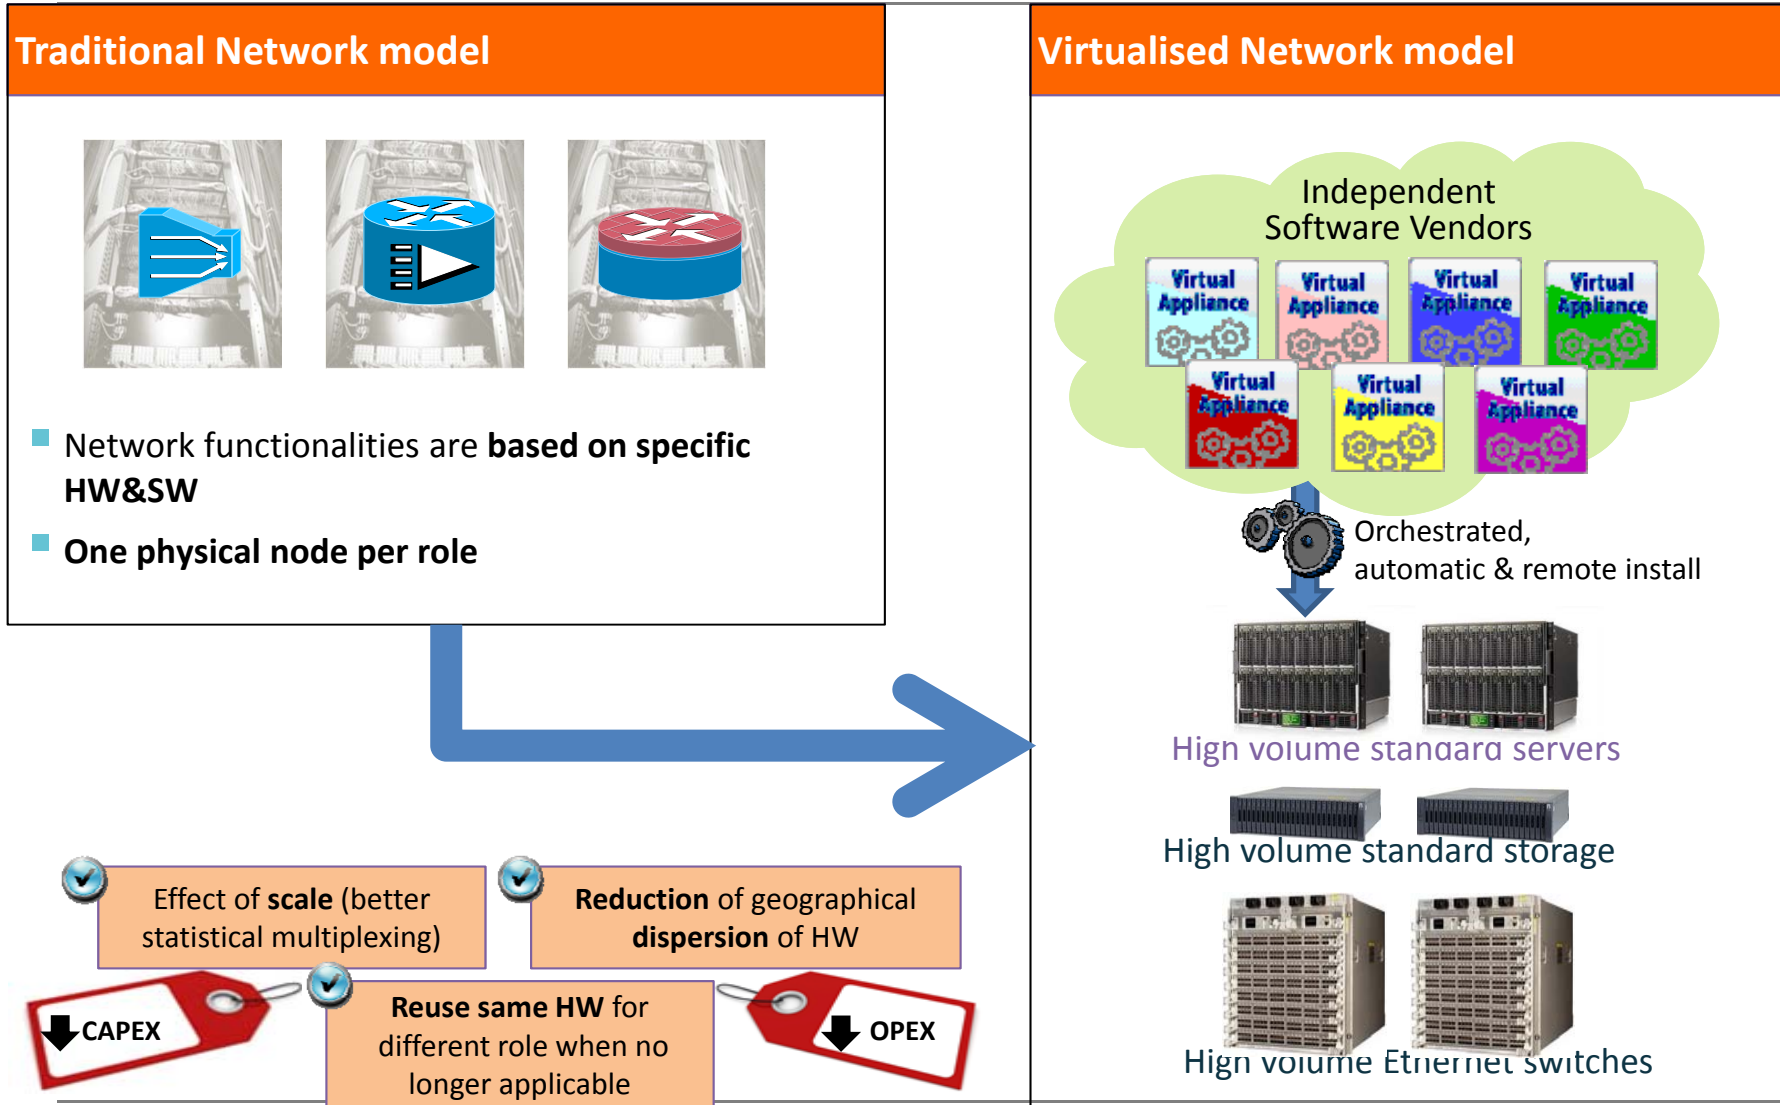 Traditional Network model
Network functionalities are based on specific
HW&SW
One physical node per role
Virtualised Network model
Independent
Software Vendors
Virtual
Appliance
Virtual
Appliance
Virtual
Appliance
Virtual
Appliance
Virtual
Appliance
Virtual
Appliance
Virtual
Appliance
Orchestrated,
automatic & remote install
High volume standard servers
High volume standard storage
High volume Ethernet switches
Effect of scale (better
statistical multiplexing)
Reduction of geographical
dispersion of HW
CAPEX
Reuse same HW for
different role when no
longer applicable
OPEX